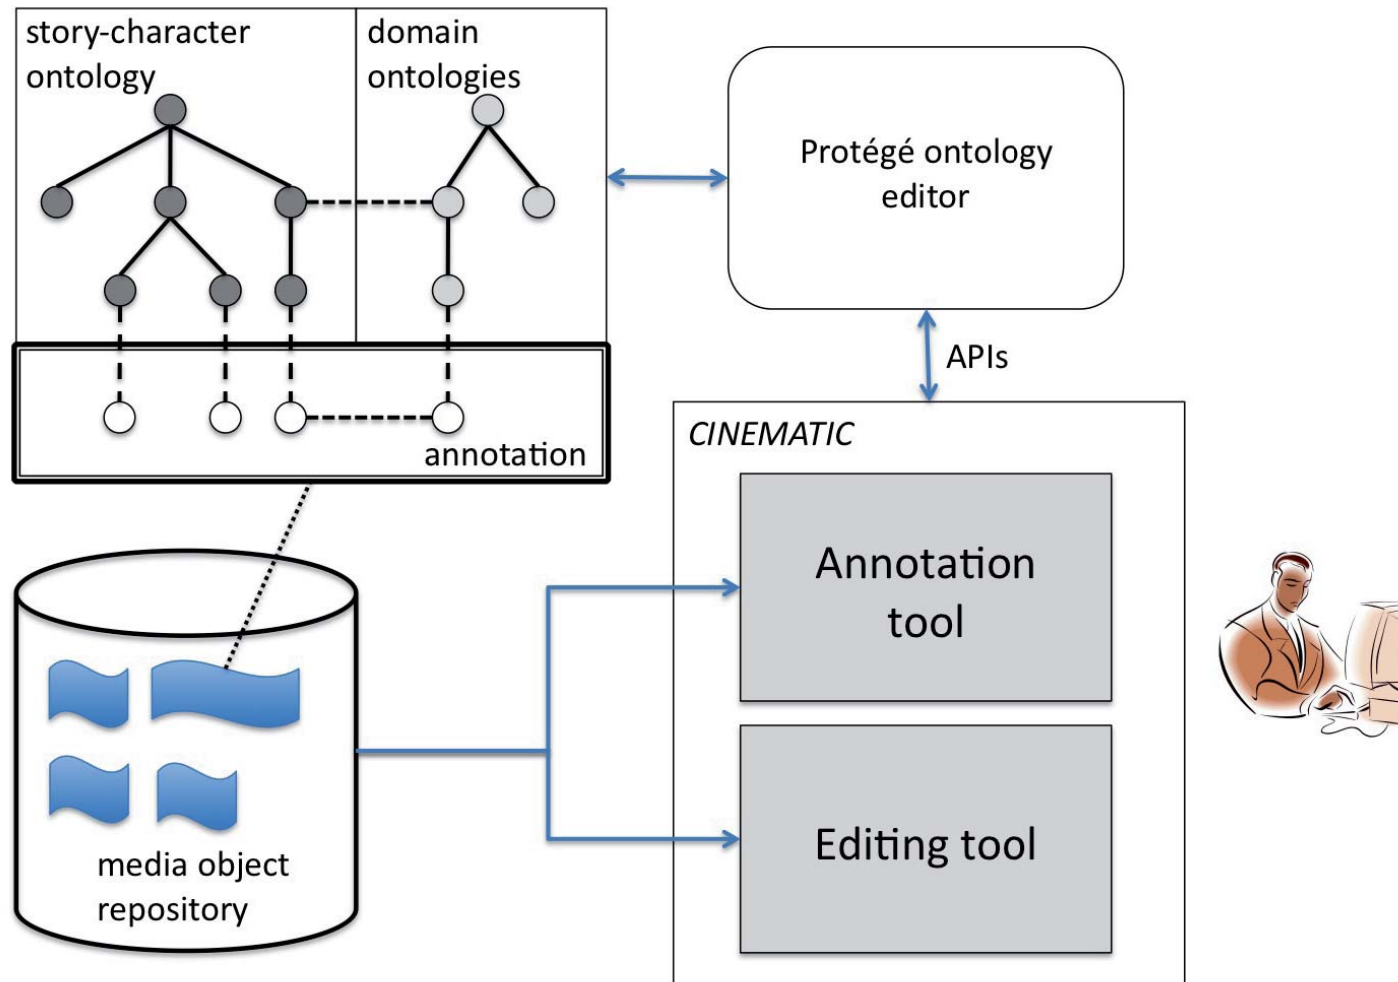 story-character
ontology
domain
ontologies
Protégé ontology
editor
APIs
annotation
CINEMATIC
Annotation
tool
Editing tool
media object
repository